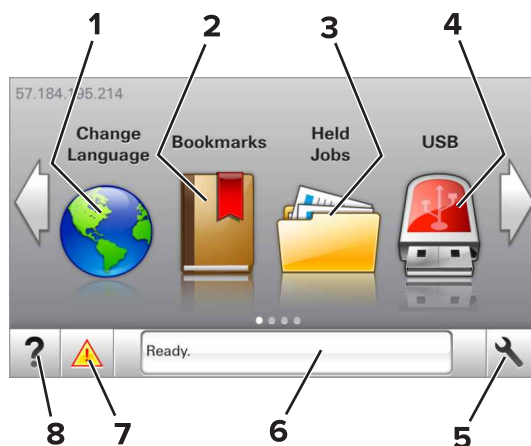 1 2 3 4
57.184.195.214
Change
Language
Bookmarks
Held
Jobs
USB
? Ready.
8 7 6 5